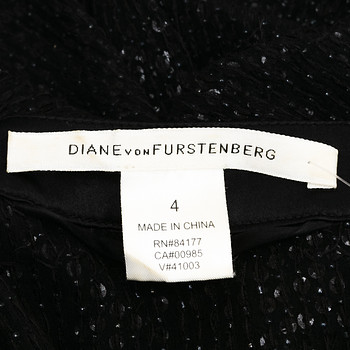 DIANE VON FURSTENBERG
4
MADE IN CHINA
RN#84177
CA#00985
V#41003